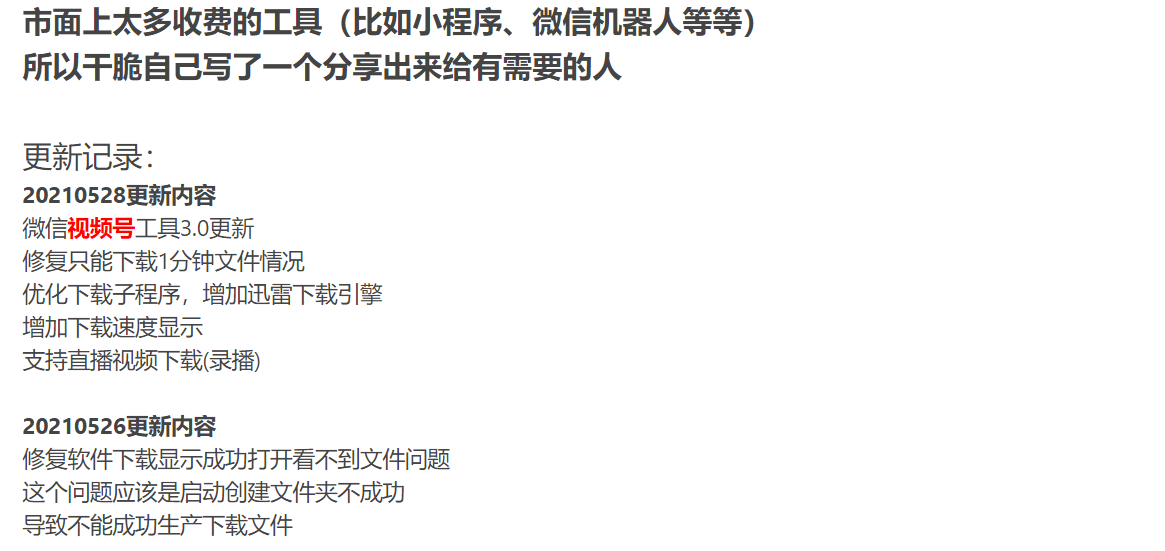 市面上太多收费的工具（比如小程序、微信机器人等等）
所以干脆自己写了一个分享出来给有需要的人
更新记录：
20210528更新内容
微信视频号工具3.0更新
修复只能下载1分钟文件情况
优化下载子程序，增加迅雷下载引擎
增加下载速度显示
支持直播视频下载(录播)
20210526更新内容
修复软件下载显示成功打开看不到文件问题
这个问题应该是启动创建文件夹不成功
导致不能成功生产下载文件